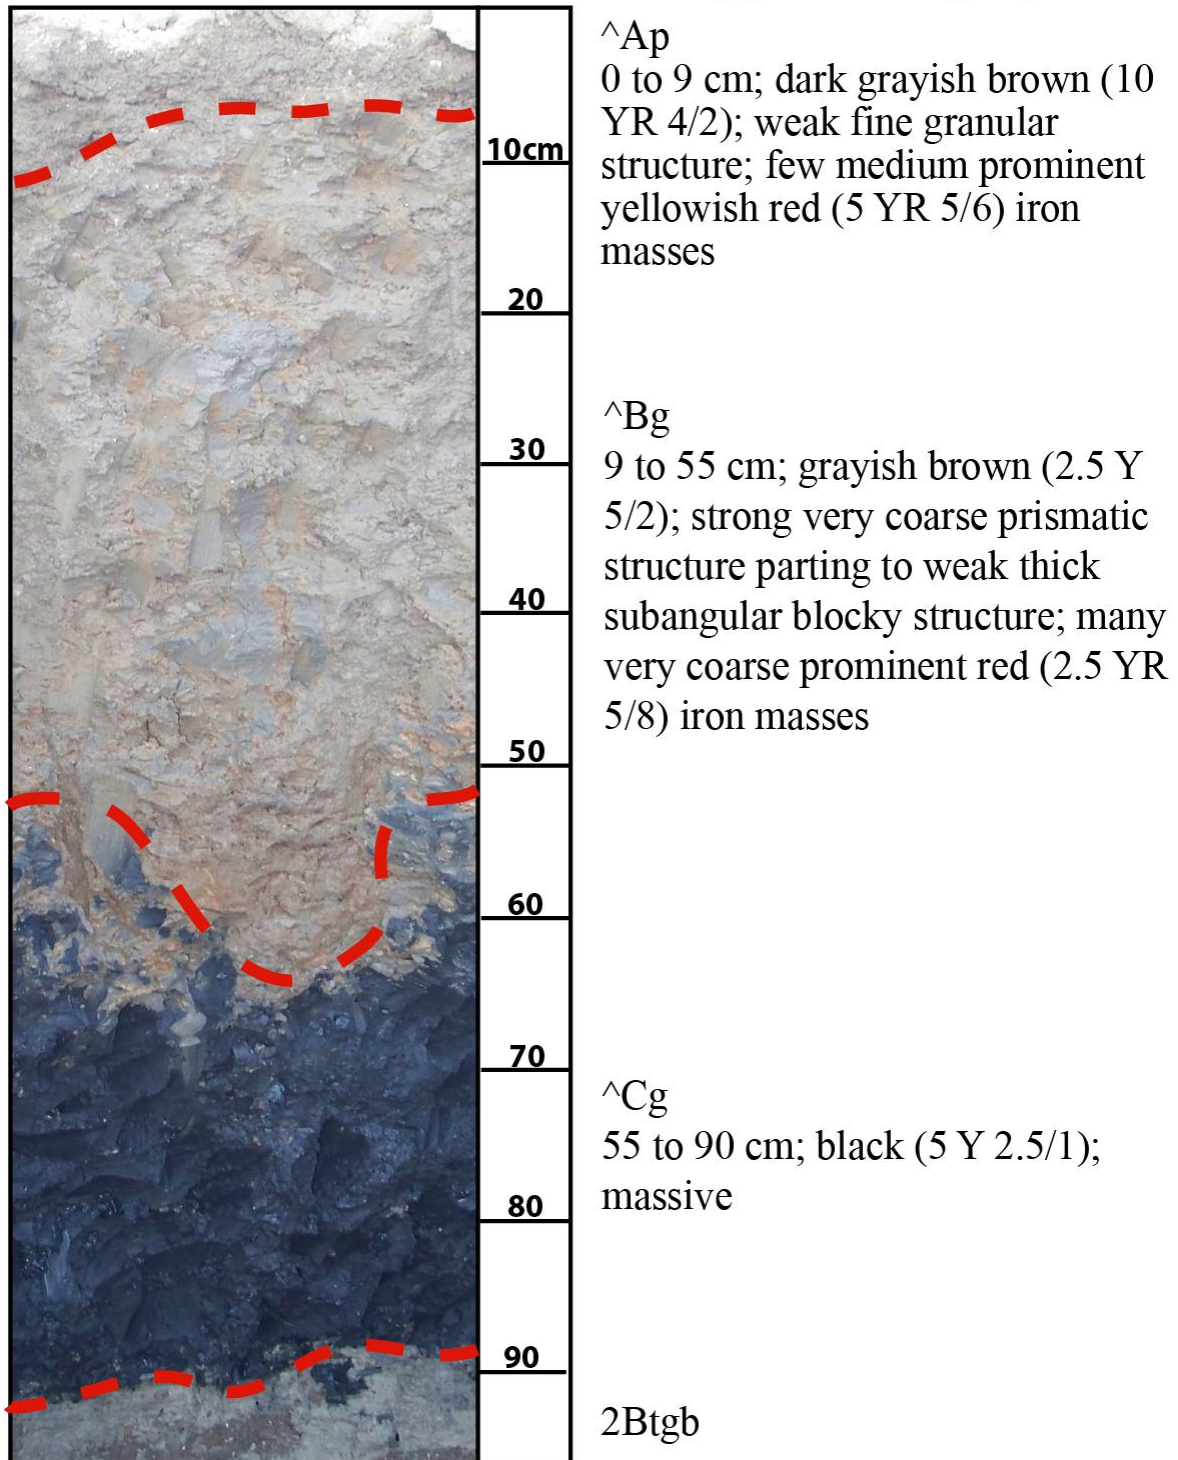 ^Ap
0 to 9 cm; dark grayish brown (10
YR 4/2); weak fine granular
structure; few medium prominent
yellowish red (5 YR 5/6) iron
masses
10cm
20
^Bg
30
9 to 55 cm; grayish brown (2.5 Y
5/2); strong very coarse prismatic
structure parting to weak thick
40
subangular blocky structure; many
very coarse prominent red (2.5 YR
5/8) iron masses
50
60
70
^Cg
55 to 90 cm; black (5 Y 2.5/1);
massive
80
90
2Btgb